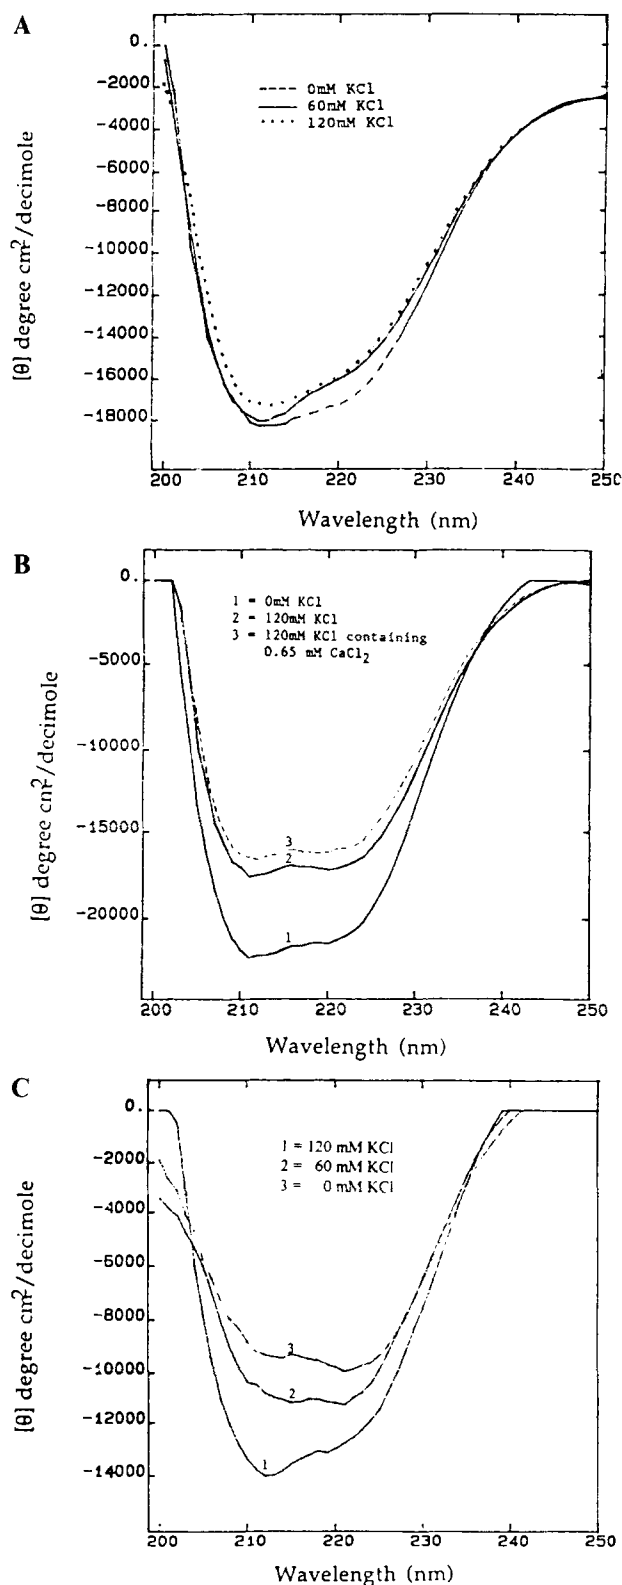 A
0.
-2000
-4000
-6000
-8000
-10000
-12000
-14000
-16000
-18000
[θ] degree cm²/decimole
0mM KCl
60mM KCl
120mM KCl
200 210 220 230 240 250
Wavelength (nm)
B
0.
-5000
-10000
-15000
-20000
[θ] degree cm²/decimole
1 = 0mM KCl
2 = 120mM KCl
3 = 120mM KCl containing
0.65 mM CaCl₂
3
2
1
200 210 220 230 240 250
Wavelength (nm)
C
0.
-2000
-4000
-6000
-8000
-10000
-12000
-14000
[θ] degree cm²/decimole
1 = 120 mM KCl
2 = 60 mM KCl
3 = 0 mM KCl
3
2
1
200 210 220 230 240 250
Wavelength (nm)